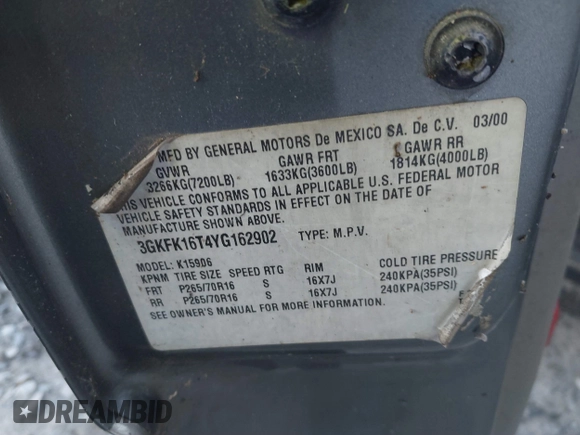 MFD BY GENERAL MOTORS De MEXICO SA. De C.V. 03/00
GVWR GAWR FRT GAWR RR
3266KG(7200LB) 1633KG(3600LB) 1814KG(4000LB)
THIS VEHICLE CONFORMS TO ALL APPLICABLE U.S. FEDERAL MOTOR
VEHICLE SAFETY STANDARDS IN EFFECT ON THE DATE OF
MANUFACTURE SHOWN ABOVE.
3GKFK16T4YG162902 TYPE: M.P.V.
MODEL: K15906
KPNM TIRE SIZE SPEED RTG RIM COLD TIRE PRESSURE
FRT P265/70R16 S 16X7J 240KPA(35PSI)
RR P265/70R16 S 16X7J 240KPA(35PSI)
SEE OWNER'S MANUAL FOR MORE INFORMATION.
DREAMBID